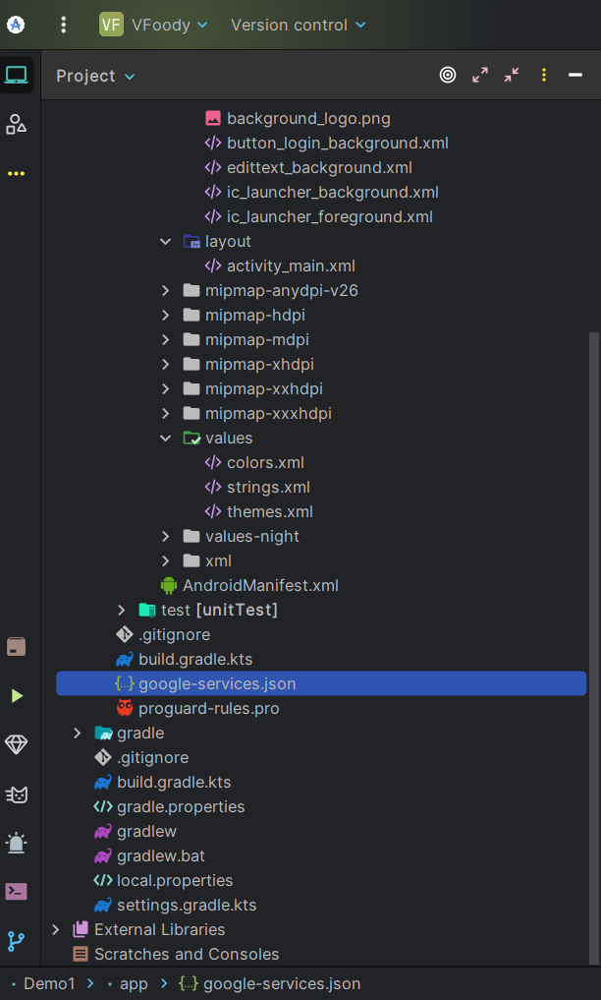 VF VFoody Version control
Project
background_logo.png
button_login_background.xml
edittext_background.xml
ic_launcher_background.xml
ic_launcher_foreground.xml
layout
activity_main.xml
mipmap-anydpi-v26
mipmap-hdpi
mipmap-mdpi
mipmap-xhdpi
mipmap-xxhdpi
mipmap-xxxhdpi
values
colors.xml
strings.xml
themes.xml
values-night
xml
AndroidManifest.xml
test [unitTest]
.gitignore
build.gradle.kts
google-services.json
proguard-rules.pro
gradle
.gitignore
build.gradle.kts
gradle.properties
gradlew
gradlew.bat
local.properties
settings.gradle.kts
External Libraries
Scratches and Consoles
Demo1 > app > google-services.json